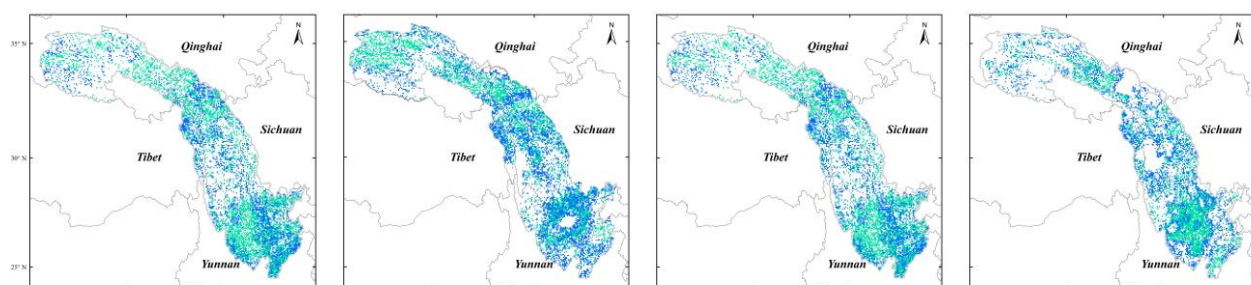 N
35° N
Qinghai
Sichuan
30° N
Tibet
25° N
Yunnan
N
Qinghai
Sichuan
Tibet
Yunnan
N
Qinghai
Sichuan
Tibet
Yunnan
N
Qinghai
Sichuan
Tibet
Yunnan